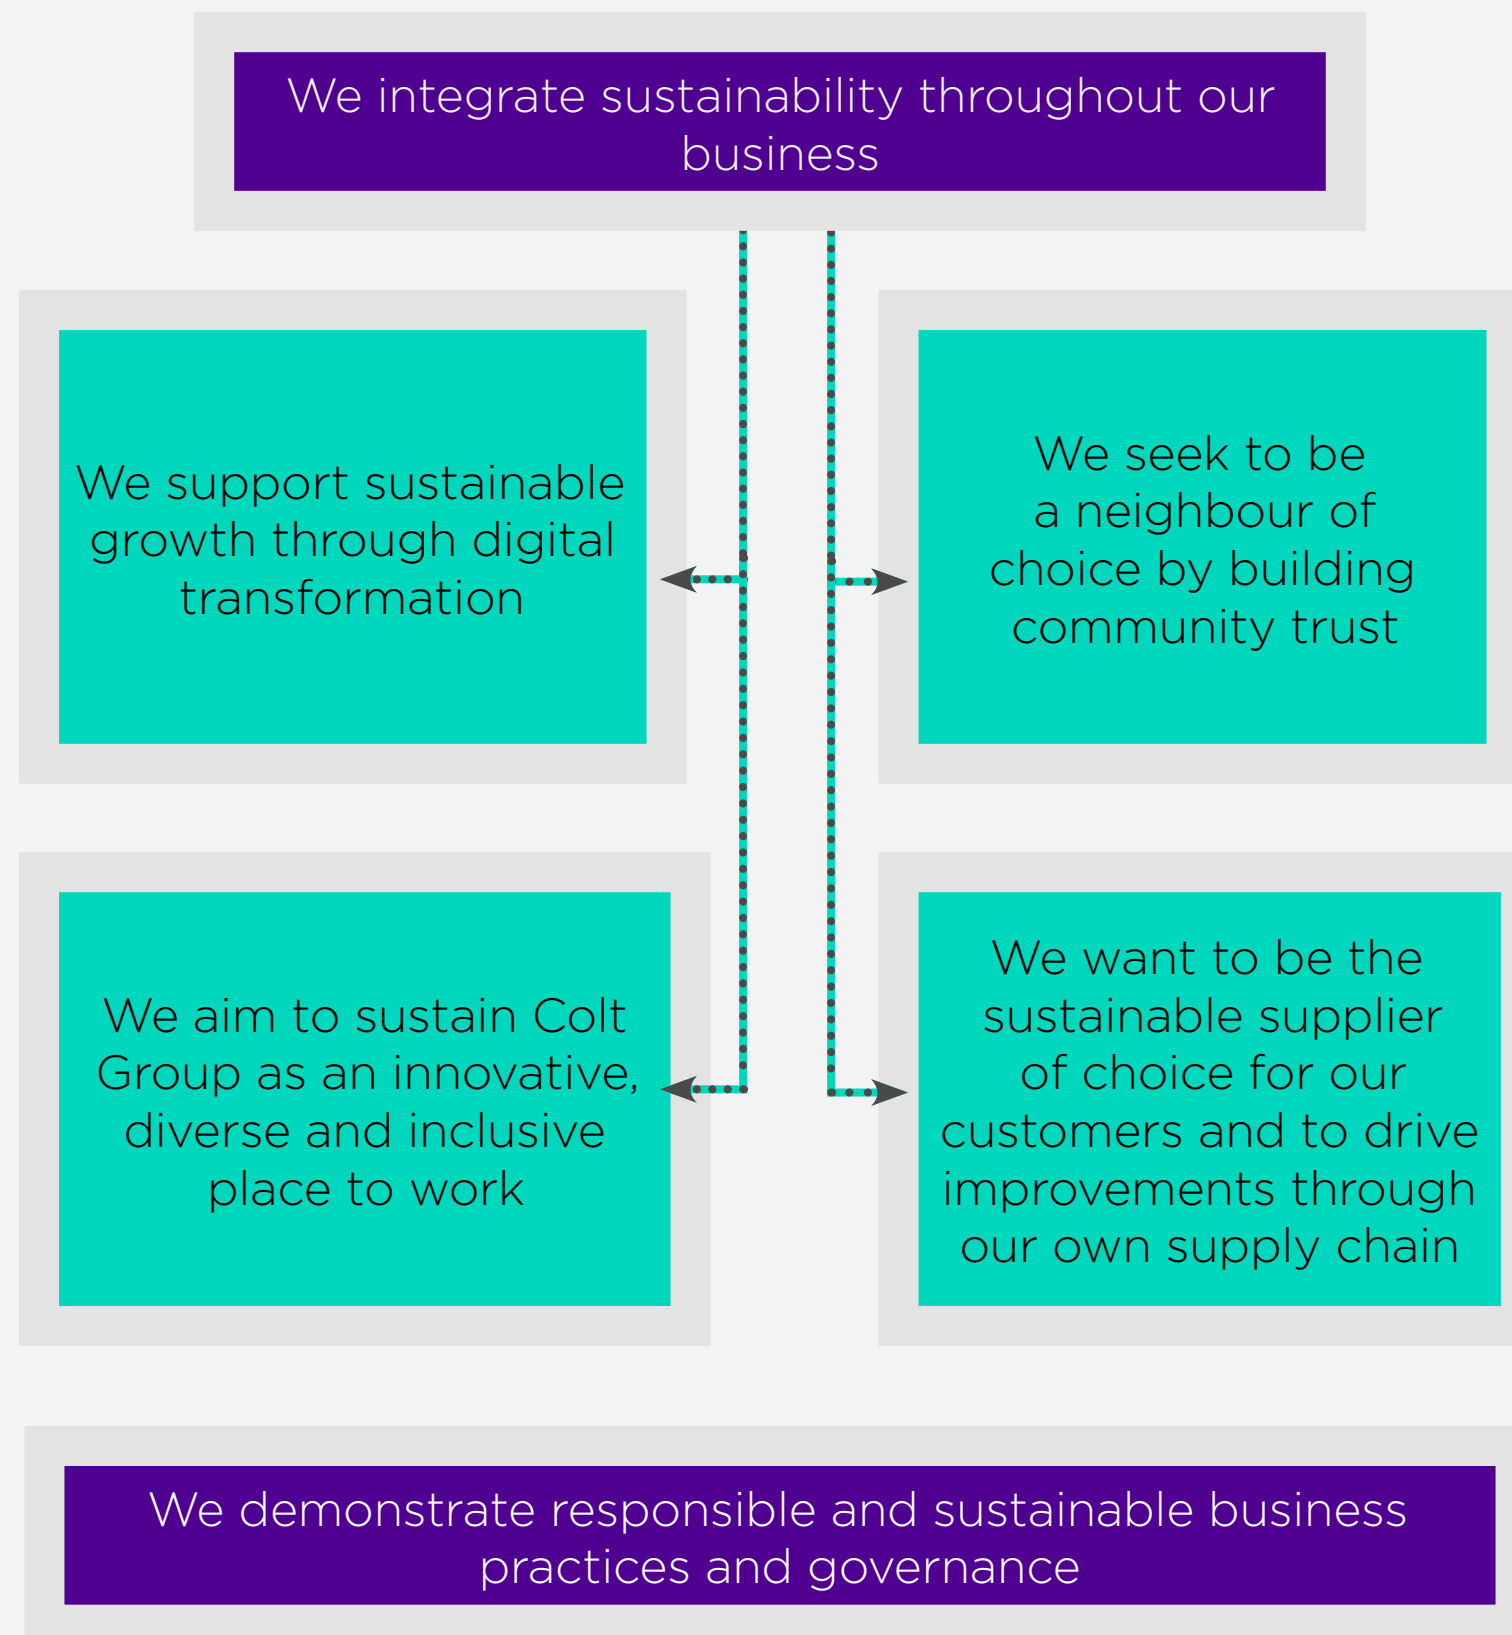 We integrate sustainability throughout our
business
We support sustainable
growth through digital
transformation
We seek to be
a neighbour of
choice by building
community trust
We aim to sustain Colt
Group as an innovative,
diverse and inclusive
place to work
We want to be the
sustainable supplier
of choice for our
customers and to drive
improvements through
our own supply chain
We demonstrate responsible and sustainable business
practices and governance